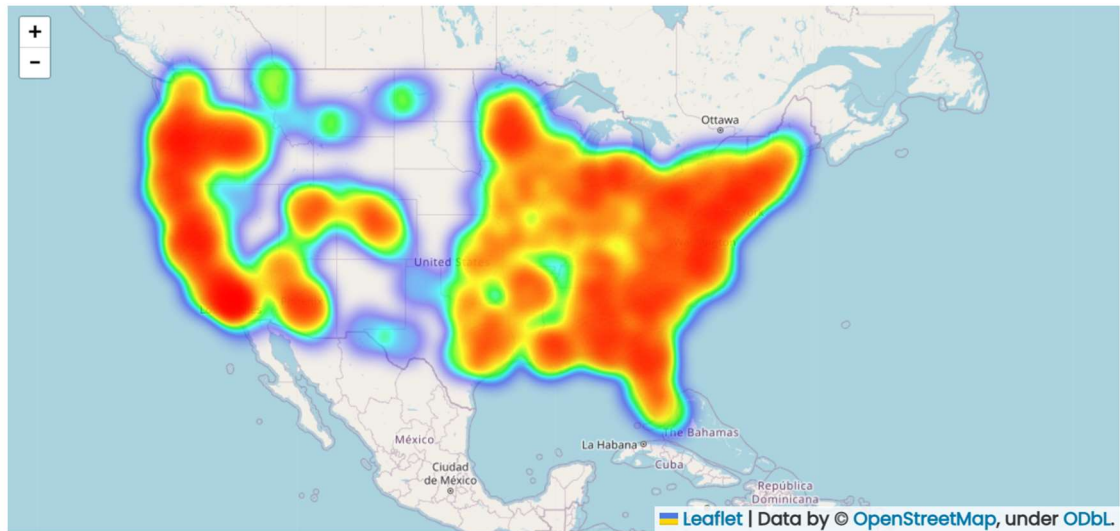 +
−
Ottawa
United States
La Habana
The Bahamas
Cuba
México
Ciudad
de México
República
Dominicana
Leaflet | Data by © OpenStreetMap, under ODbL.